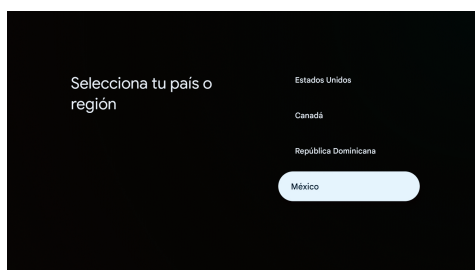 Selecciona tu país o
región
Estados Unidos
Canadá
República Dominicana
México